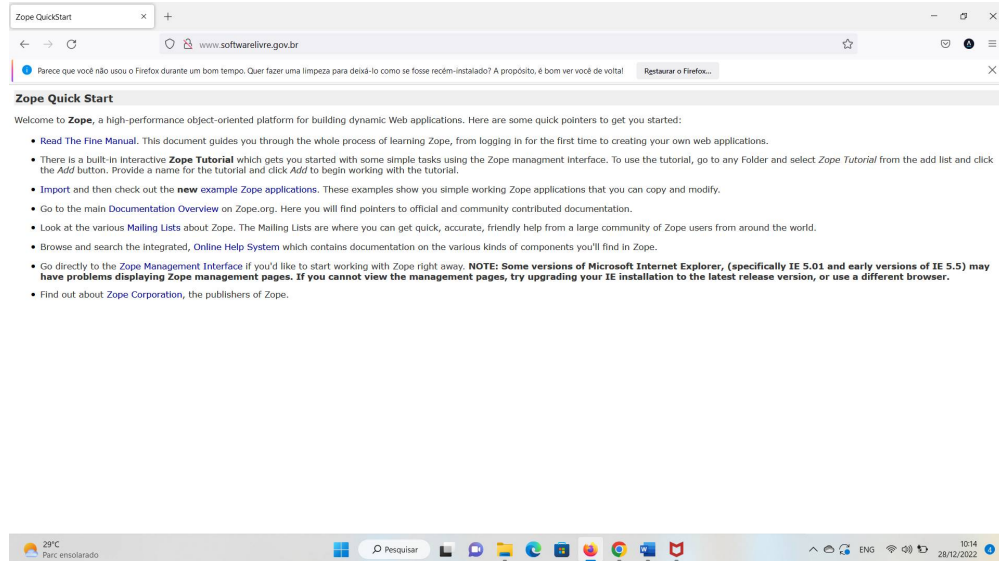 Zope QuickStart
www.softwarelivre.gov.br
Parece que você não usou o Firefox durante um bom tempo. Quer fazer uma limpeza para deixá-lo como se fosse recém-instalado? A propósito, é bom ver você de volta! Restaurar o Firefox...
Zope Quick Start
Welcome to Zope, a high-performance object-oriented platform for building dynamic Web applications. Here are some quick pointers to get you started:
• Read The Fine Manual. This document guides you through the whole process of learning Zope, from logging in for the first time to creating your own web applications.
• There is a built-in interactive Zope Tutorial which gets you started with some simple tasks using the Zope managment interface. To use the tutorial, go to any Folder and select Zope Tutorial from the add list and click
the Add button. Provide a name for the tutorial and click Add to begin working with the tutorial.
• Import and then check out the new example Zope applications. These examples show you simple working Zope applications that you can copy and modify.
• Go to the main Documentation Overview on Zope.org. Here you will find pointers to official and community contributed documentation.
• Look at the various Mailing Lists about Zope. The Mailing Lists are where you can get quick, accurate, friendly help from a large community of Zope users from around the world.
• Browse and search the integrated, Online Help System which contains documentation on the various kinds of components you'll find in Zope.
• Go directly to the Zope Management Interface if you'd like to start working with Zope right away. NOTE: Some versions of Microsoft Internet Explorer, (specifically IE 5.01 and early versions of IE 5.5) may
have problems displaying Zope management pages. If you cannot view the management pages, try upgrading your IE installation to the latest release version, or use a different browser.
• Find out about Zope Corporation, the publishers of Zope.
29°C
Parc ensolarado
Pesquisar
ENG
10:14
28/12/2022
4